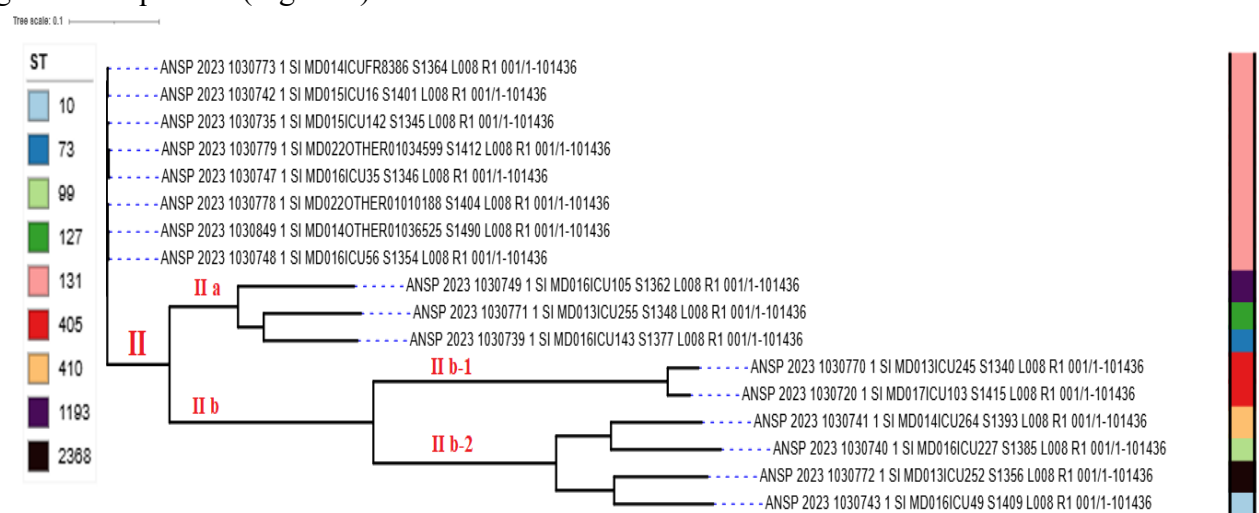 Tree scale: 0.1
ST
10
73
99
127
131
405
410
1193
2368
ANSP 2023 1030773 1 SI MD014ICUFR8386 S1364 L008 R1 001/1-101436
ANSP 2023 1030742 1 SI MD015ICU16 S1401 L008 R1 001/1-101436
ANSP 2023 1030735 1 SI MD015ICU142 S1345 L008 R1 001/1-101436
ANSP 2023 1030779 1 SI MD022OTHER01034599 S1412 L008 R1 001/1-101436
ANSP 2023 1030747 1 SI MD016ICU35 S1346 L008 R1 001/1-101436
ANSP 2023 1030778 1 SI MD022OTHER01010188 S1404 L008 R1 001/1-101436
ANSP 2023 1030849 1 SI MD014OTHER01036525 S1490 L008 R1 001/1-101436
ANSP 2023 1030748 1 SI MD016ICU56 S1354 L008 R1 001/1-101436
II a
ANSP 2023 1030749 1 SI MD016ICU105 S1362 L008 R1 001/1-101436
ANSP 2023 1030771 1 SI MD013ICU255 S1348 L008 R1 001/1-101436
II
ANSP 2023 1030739 1 SI MD016ICU143 S1377 L008 R1 001/1-101436
II b-1
ANSP 2023 1030770 1 SI MD013ICU245 S1340 L008 R1 001/1-101436
ANSP 2023 1030720 1 SI MD017ICU103 S1415 L008 R1 001/1-101436
II b
ANSP 2023 1030741 1 SI MD014ICU264 S1393 L008 R1 001/1-101436
II b-2
ANSP 2023 1030740 1 SI MD016ICU227 S1385 L008 R1 001/1-101436
ANSP 2023 1030772 1 SI MD013ICU252 S1356 L008 R1 001/1-101436
ANSP 2023 1030743 1 SI MD016ICU49 S1409 L008 R1 001/1-101436